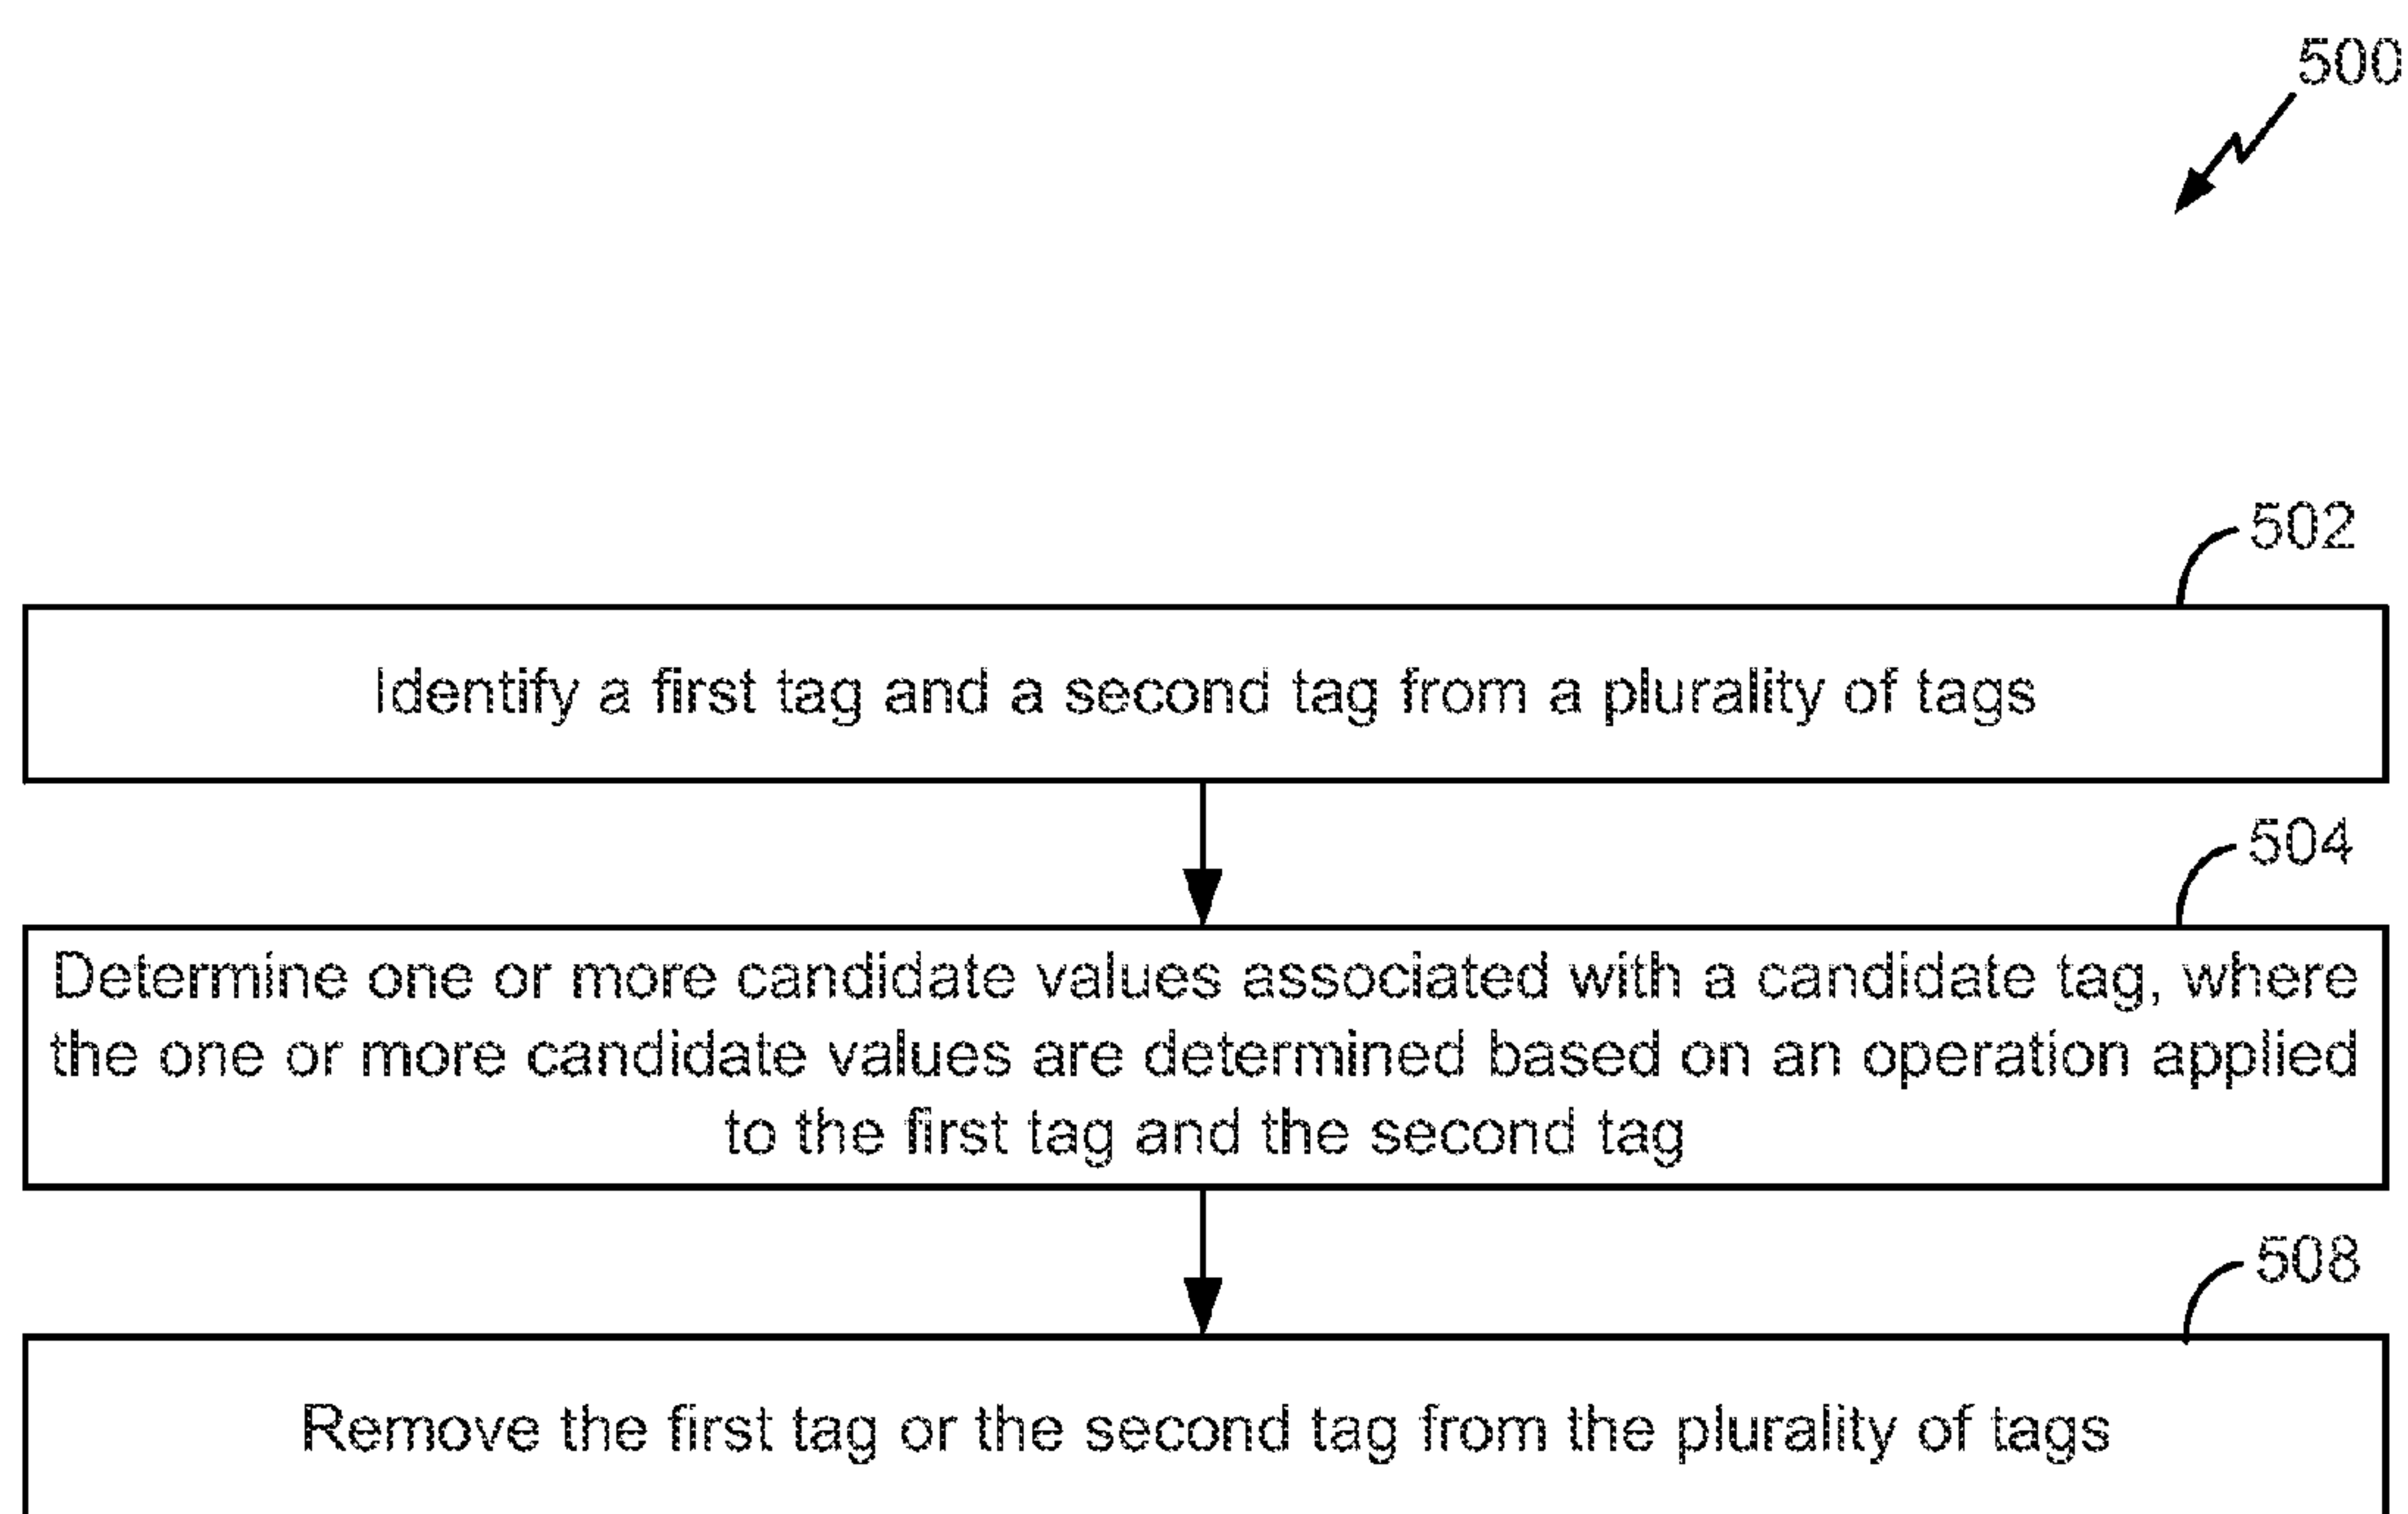 500
502
Identify a first tag and a second tag from a plurality of tags
504
Determine one or more candidate values associated with a candidate tag, where
the one or more candidate values are determined based on an operation applied
to the first tag and the second tag
508
Remove the first tag or the second tag from the plurality of tags